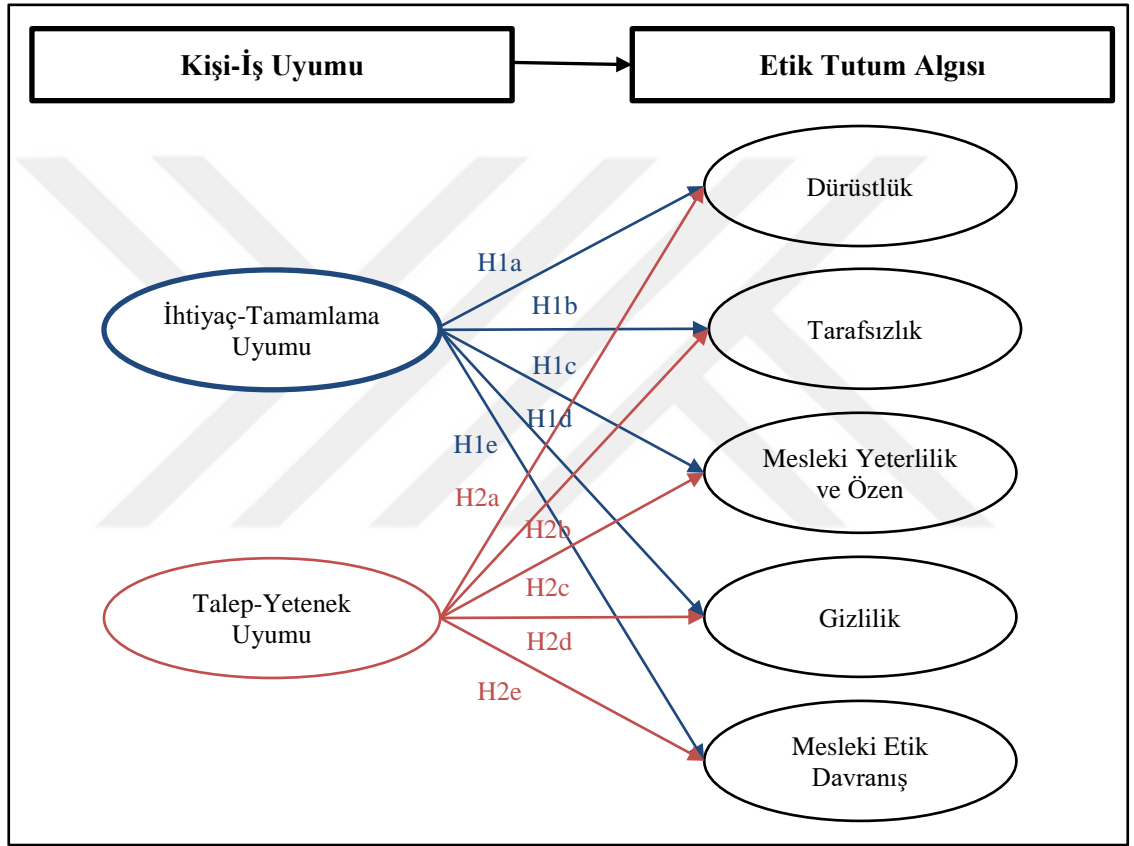 Kişi-İş Uyumu
Etik Tutum Algısı
Dürüstlük
H1a
İhtiyaç-Tamamlama
Uyumu
H1b
Tarafsızlık
H1c
H1d
H1e
Mesleki Yeterlilik
ve Özen
H2a
H2b
Talep-Yetenek
Uyumu
H2c
Gizlilik
H2d
H2e
Mesleki Etik
Davranış